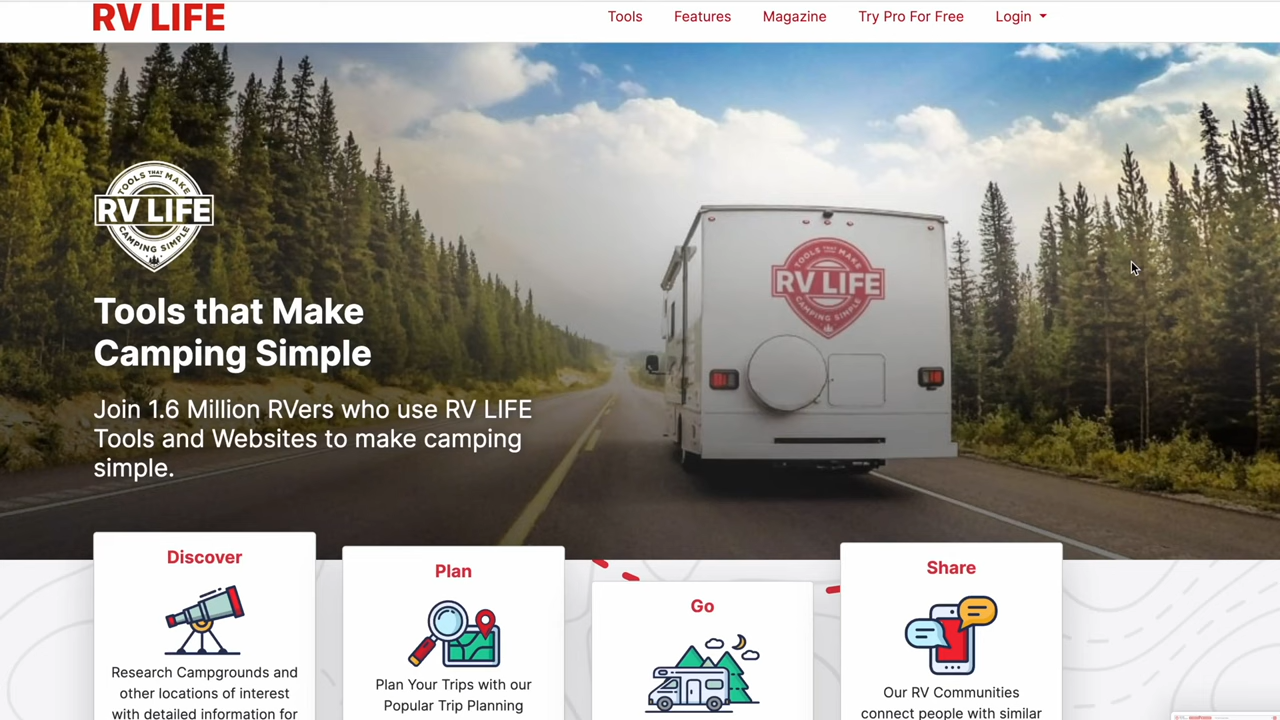 RV LIFE
Tools
Features
Magazine
Try Pro For Free
Login
TOOLS THAT MAKE
RV LIFE
CAMPING SIMPLE
TOOLS THAT MAKE
RV LIFE
CAMPING SIMPLE
Tools that Make
Camping Simple
Join 1.6 Million RVers who use RV LIFE
Tools and Websites to make camping
simple.
Discover
Research Campgrounds and
other locations of interest
with detailed information for
Plan
Plan Your Trips with our
Popular Trip Planning
Go
Share
Our RV Communities
connect people with similar